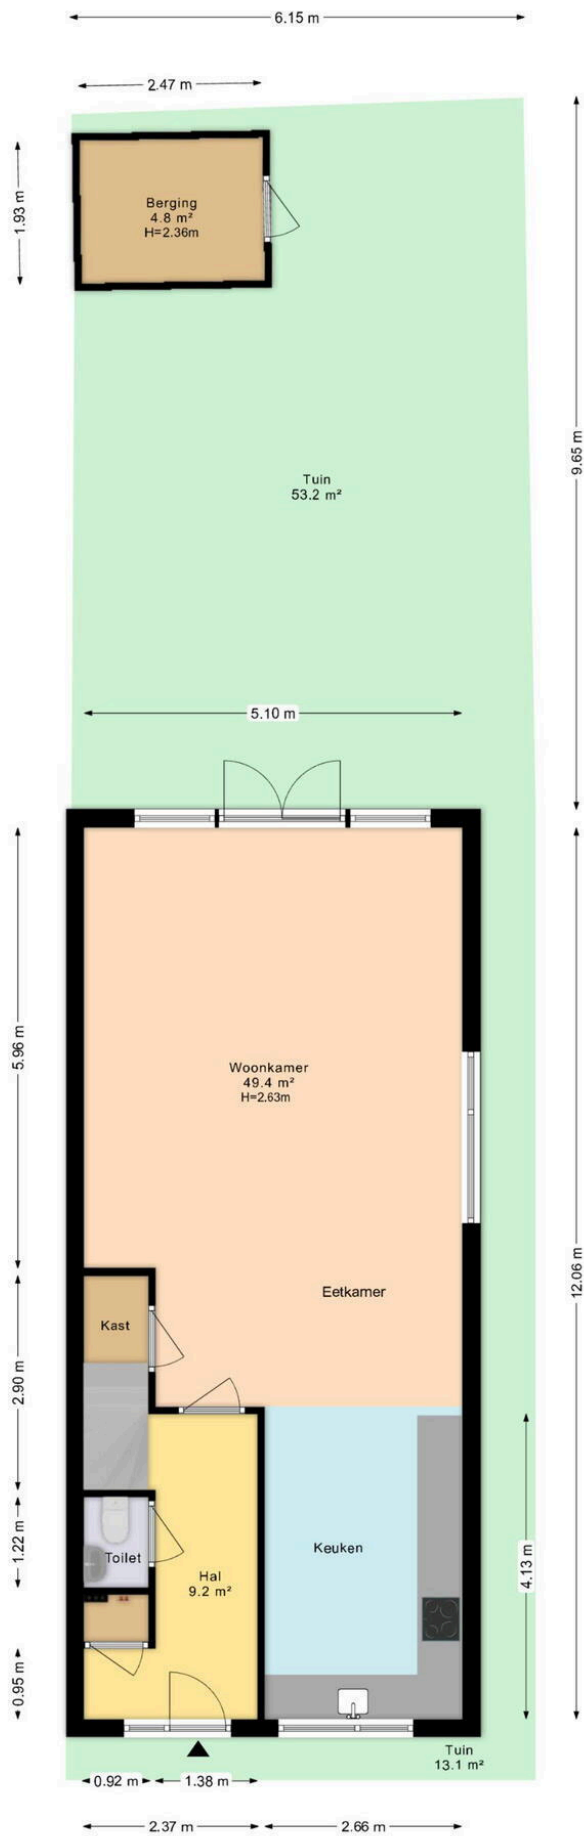 6.15 m
2.47 m
1.93 m
Berging
4.8 m²
H=2.36m
9.65 m
Tuin
53.2 m²
5.10 m
5.96 m
Woonkamer
49.4 m²
H=2.63m
12.06 m
Eetkamer
Kast
2.90 m
Keuken
4.13 m
1.22 m
Toilet
Hal
9.2 m²
0.95 m
Tuin
13.1 m²
0.92 m
1.38 m
2.37 m
2.66 m